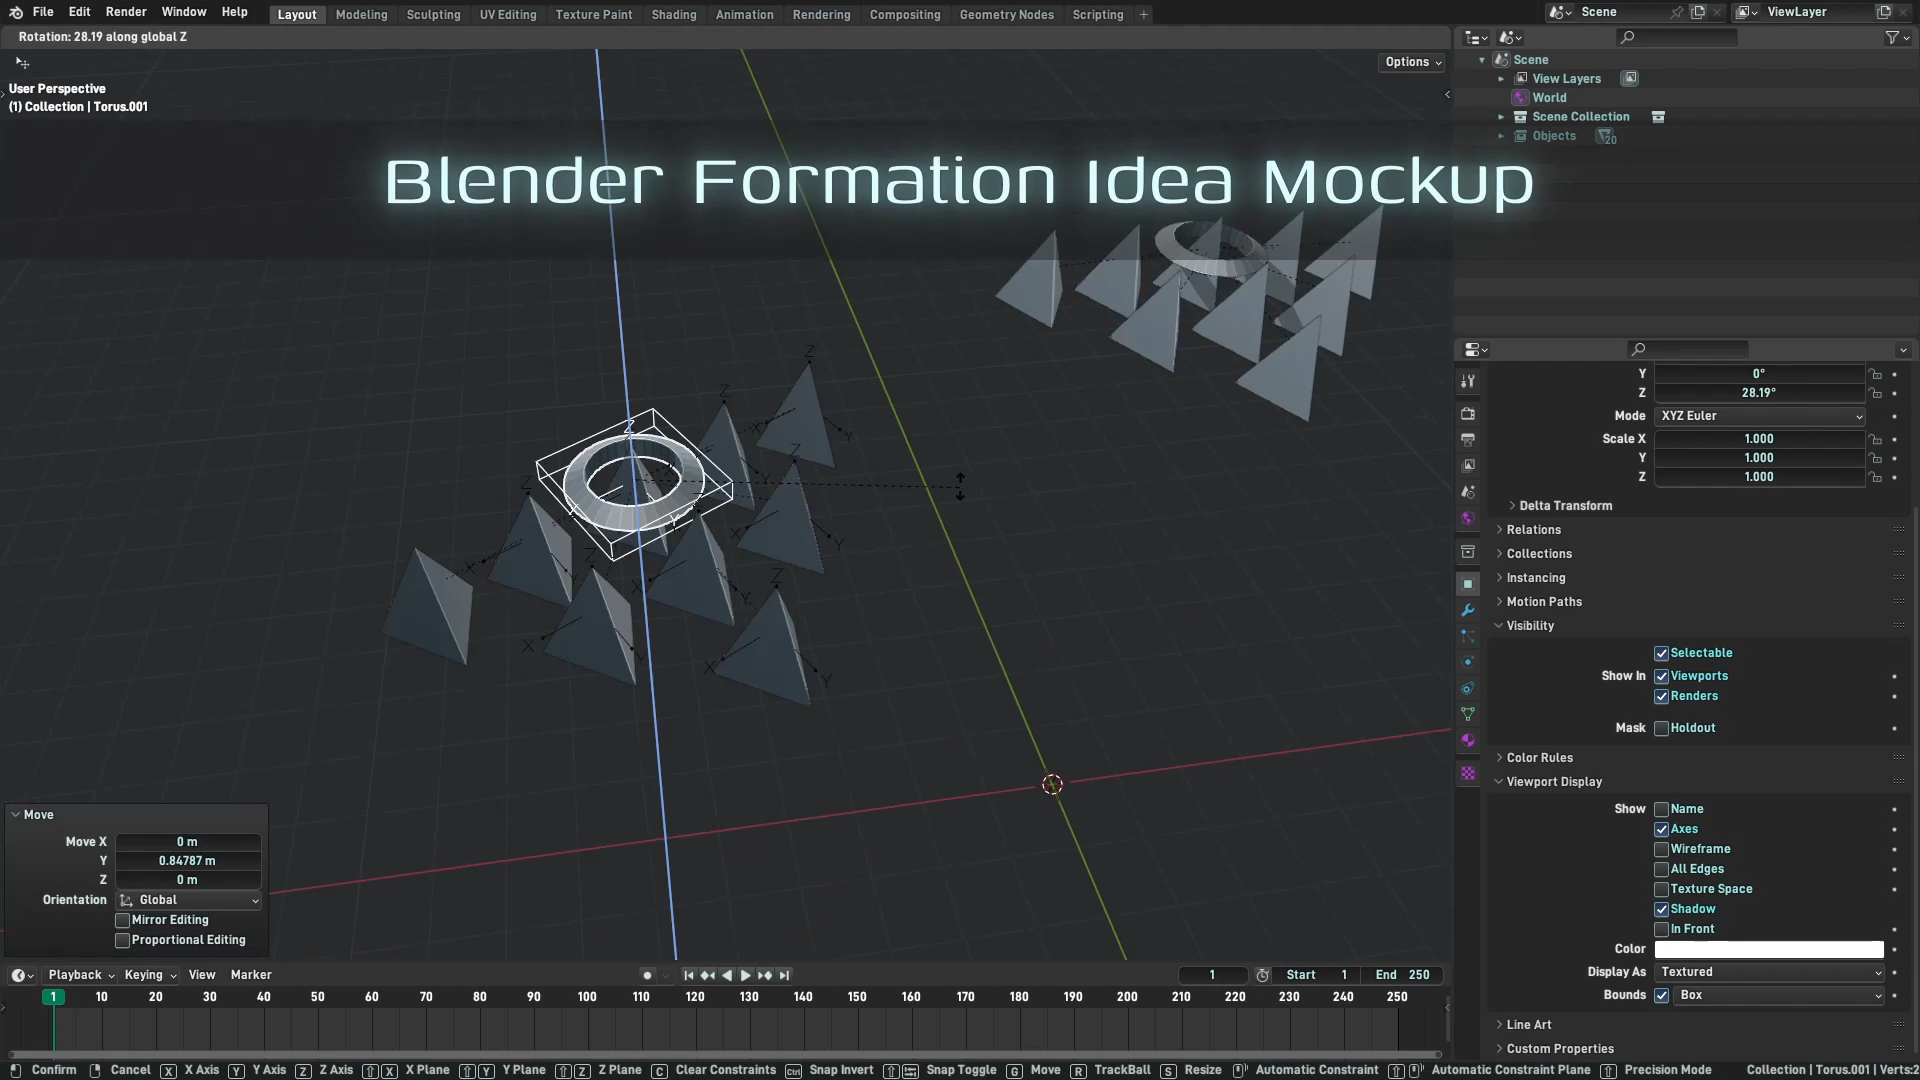 File Edit Render Window Help Layout Modeling Sculpting UV Editing Texture Paint Shading Animation Rendering Compositing Geometry Nodes Scripting + Scene ViewLayer
Rotation: 28.19 along global Z
Options
User Perspective
(1) Collection | Torus.001
Blender Formation Idea Mockup
Scene
View Layers
World
Scene Collection
Objects 20
Y 0°
Z 28.19°
Mode XYZ Euler
Scale X 1.000
Y 1.000
Z 1.000
Delta Transform
Relations
Collections
Instancing
Motion Paths
Visibility
Selectable
Show In Viewports
Renders
Mask Holdout
Color Rules
Viewport Display
Show Name
Axes
Wireframe
All Edges
Texture Space
Shadow
In Front
Color
Display As Textured
Bounds Box
Line Art
Custom Properties
Move
Move X 0 m
Y 0.84787 m
Z 0 m
Orientation Global
Mirror Editing
Proportional Editing
Playback Keying View Marker 1 Start 1 End 250
1 10 20 30 40 50 60 70 80 90 100 110 120 130 140 150 160 170 180 190 200 210 220 230 240 250
Confirm Cancel X X Axis Y Y Axis Z Z Axis X X Plane Y Y Plane Z Z Plane C Clear Constraints Ctrl Snap Invert Snap Toggle G Move R TrackBall S Resize Automatic Constraint Automatic Constraint Plane Precision Mode Collection | Torus.001 | Verts:2